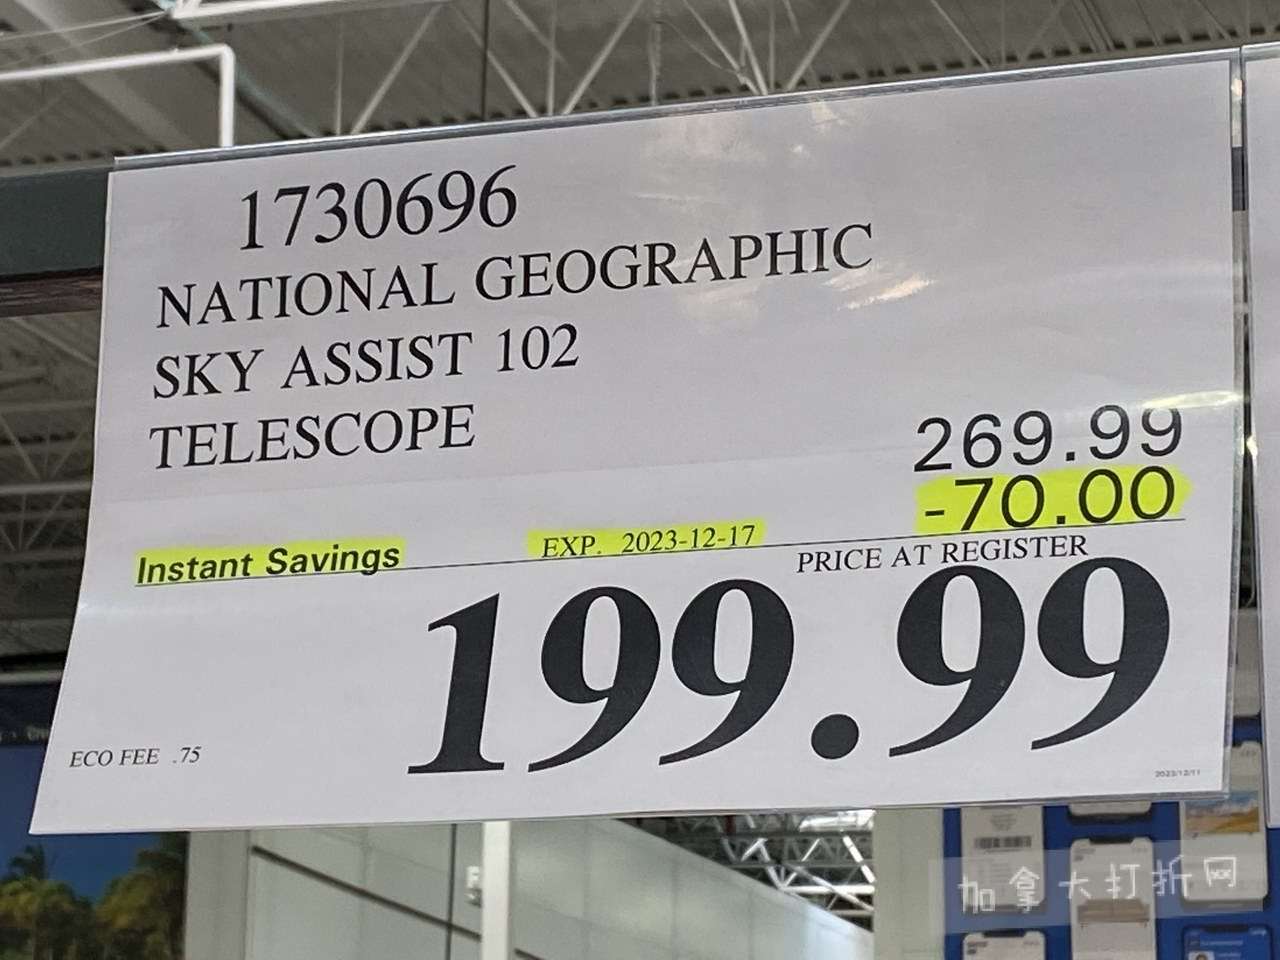 1730696
NATIONAL GEOGRAPHIC
SKY ASSIST 102
TELESCOPE
269.99
-70.00
Instant Savings EXP. 2023-12-17
PRICE AT REGISTER
199.99
ECO FEE .75
2023/12/11
加拿大打折网